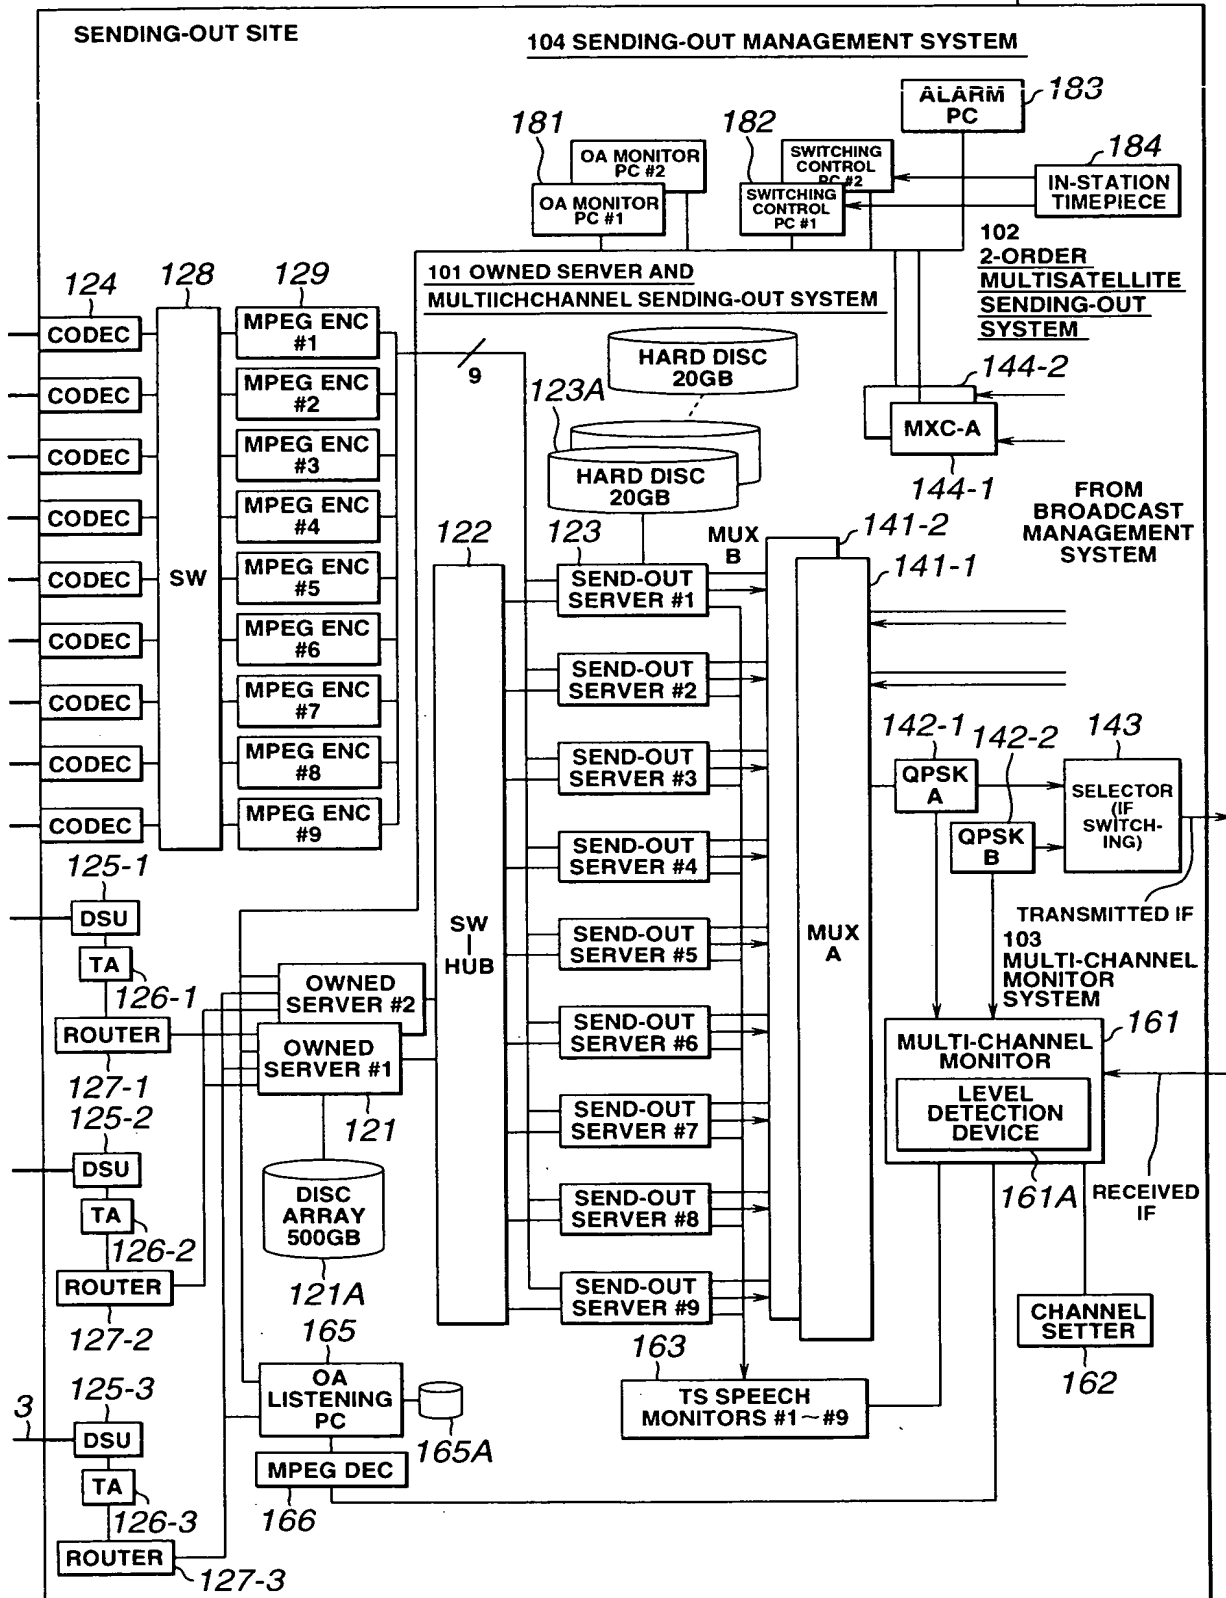 SENDING-OUT SITE
104 SENDING-OUT MANAGEMENT SYSTEM
ALARM
PC
183
181
OA MONITOR
PC #2
OA MONITOR
PC #1
182
SWITCHING
CONTROL
PC #2
SWITCHING
CONTROL
PC #1
184
IN-STATION
TIMEPIECE
101 OWNED SERVER AND
MULTIICHCHANNEL SENDING-OUT SYSTEM
102
2-ORDER
MULTISATELLITE
SENDING-OUT
SYSTEM
124
128
129
CODEC
CODEC
CODEC
CODEC
CODEC
CODEC
CODEC
CODEC
CODEC
SW
MPEG ENC
#1
MPEG ENC
#2
MPEG ENC
#3
MPEG ENC
#4
MPEG ENC
#5
MPEG ENC
#6
MPEG ENC
#7
MPEG ENC
#8
MPEG ENC
#9
9
HARD DISC
20GB
123A
HARD DISC
20GB
144-2
MXC-A
144-1
FROM
BROADCAST
MANAGEMENT
SYSTEM
122
SW
HUB
123
SEND-OUT
SERVER #1
SEND-OUT
SERVER #2
SEND-OUT
SERVER #3
SEND-OUT
SERVER #4
SEND-OUT
SERVER #5
SEND-OUT
SERVER #6
SEND-OUT
SERVER #7
SEND-OUT
SERVER #8
SEND-OUT
SERVER #9
MUX
B
141-2
141-1
MUX
A
142-1
QPSK
A
142-2
QPSK
B
143
SELECTOR
(IF
SWITCH-
ING)
TRANSMITTED IF
103
MULTI-CHANNEL
MONITOR
SYSTEM
161
MULTI-CHANNEL
MONITOR
LEVEL
DETECTION
DEVICE
161A
RECEIVED
IF
CHANNEL
SETTER
162
125-1
DSU
TA
126-1
ROUTER
127-1
125-2
DSU
TA
126-2
ROUTER
127-2
125-3
3
DSU
TA
126-3
ROUTER
127-3
OWNED
SERVER #2
OWNED
SERVER #1
121
DISC
ARRAY
500GB
121A
165
OA
LISTENING
PC
165A
MPEG DEC
166
163
TS SPEECH
MONITORS #1~#9